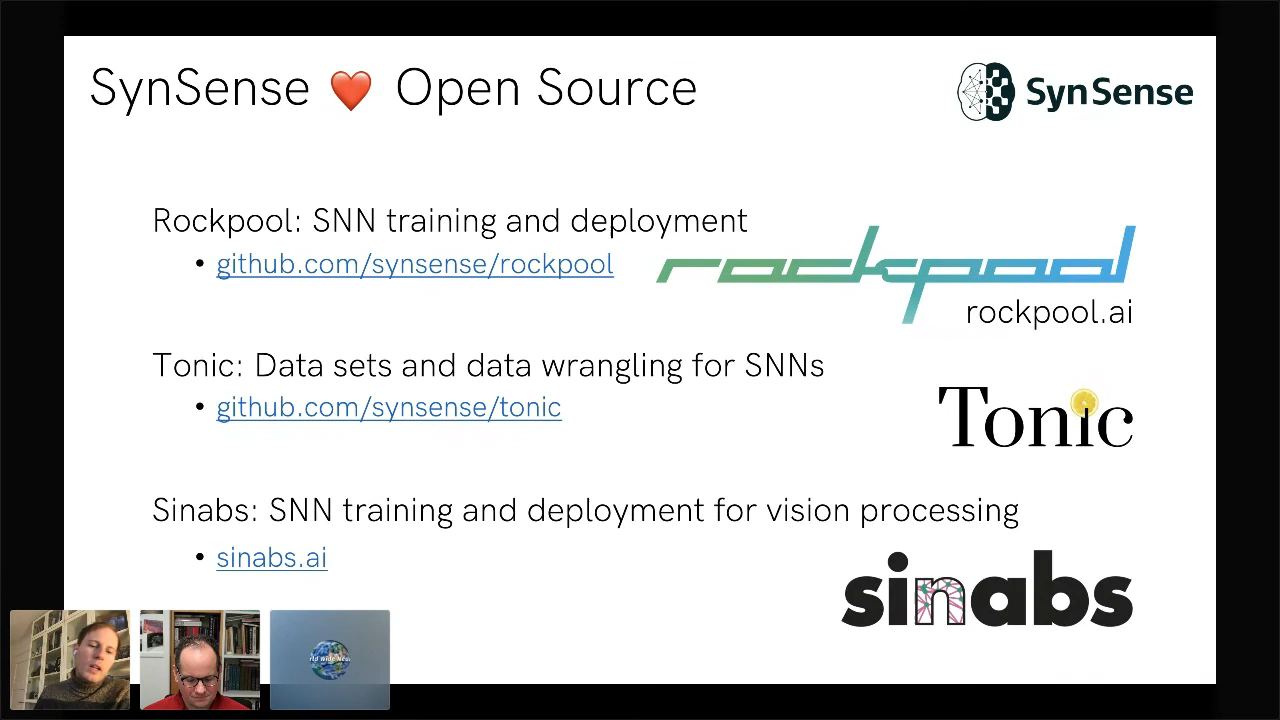 SynSense ❤️ Open Source
SynSense
Rockpool: SNN training and deployment
• github.com/synsense/rockpool
rockpool
rockpool.ai
Tonic: Data sets and data wrangling for SNNs
• github.com/synsense/tonic
Tonic
Sinabs: SNN training and deployment for vision processing
• sinabs.ai
sinabs